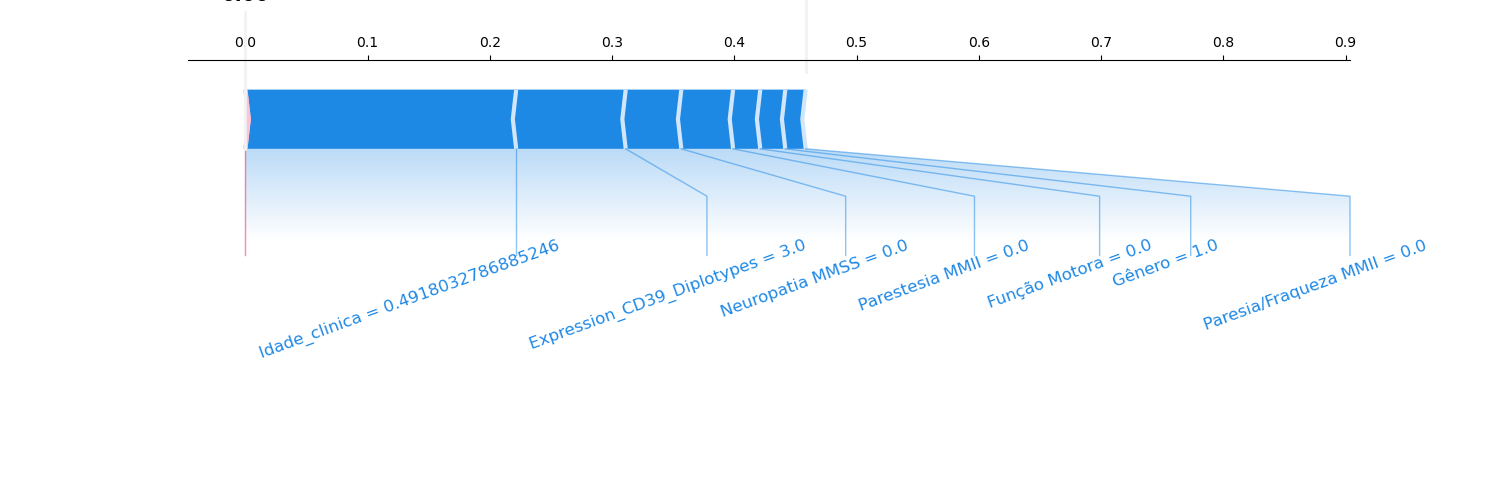 0 0 0.1 0.2 0.3 0.4 0.5 0.6 0.7 0.8 0.9
Idade_clinica = 0.4918032786885246
Expression_CD39_Diplotypes = 3.0
Neuropatia MMSS = 0.0
Parestesia MMII = 0.0
Função Motora = 0.0
Gênero = 1.0
Paresia/Fraqueza MMII = 0.0